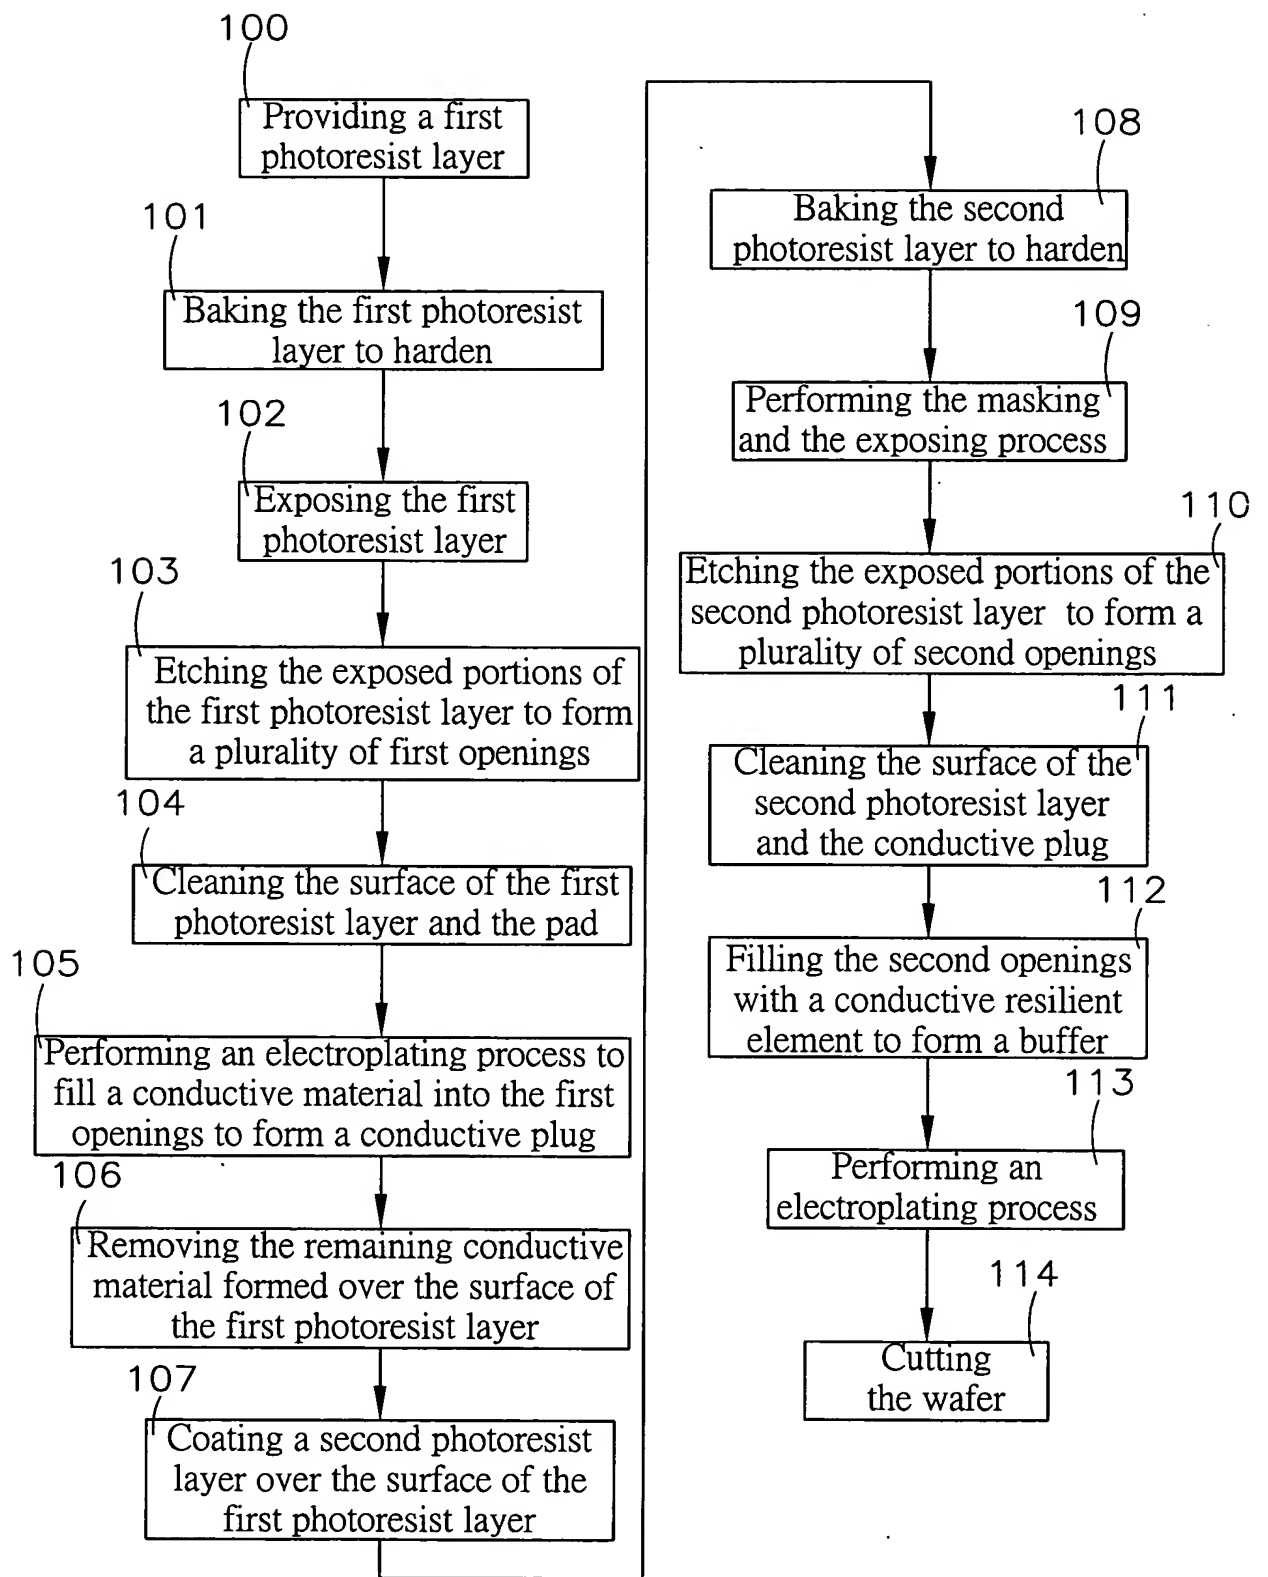 100
Providing a first
photoresist layer
101
Baking the first photoresist
layer to harden
102
Exposing the first
photoresist layer
103
Etching the exposed portions of
the first photoresist layer to form
a plurality of first openings
104
Cleaning the surface of the first
photoresist layer and the pad
105
Performing an electroplating process to
fill a conductive material into the first
openings to form a conductive plug
106
Removing the remaining conductive
material formed over the surface of
the first photoresist layer
107
Coating a second photoresist
layer over the surface of the
first photoresist layer
108
Baking the second
photoresist layer to harden
109
Performing the masking
and the exposing process
110
Etching the exposed portions of the
second photoresist layer to form a
plurality of second openings
111
Cleaning the surface of the
second photoresist layer
and the conductive plug
112
Filling the second openings
with a conductive resilient
element to form a buffer
113
Performing an
electroplating process
114
Cutting
the wafer